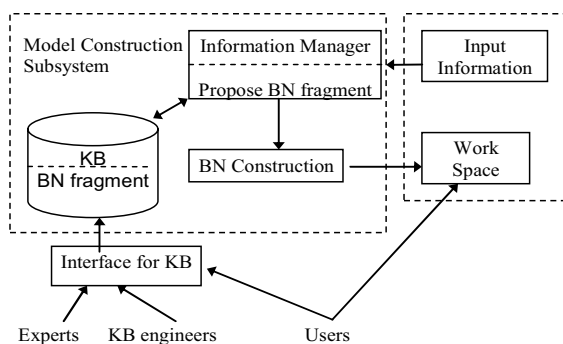 Model Construction
Subsystem
Information Manager
Propose BN fragment
Input
Information
KB
BN fragment
BN Construction
Work
Space
Interface for KB
Experts
KB engineers
Users